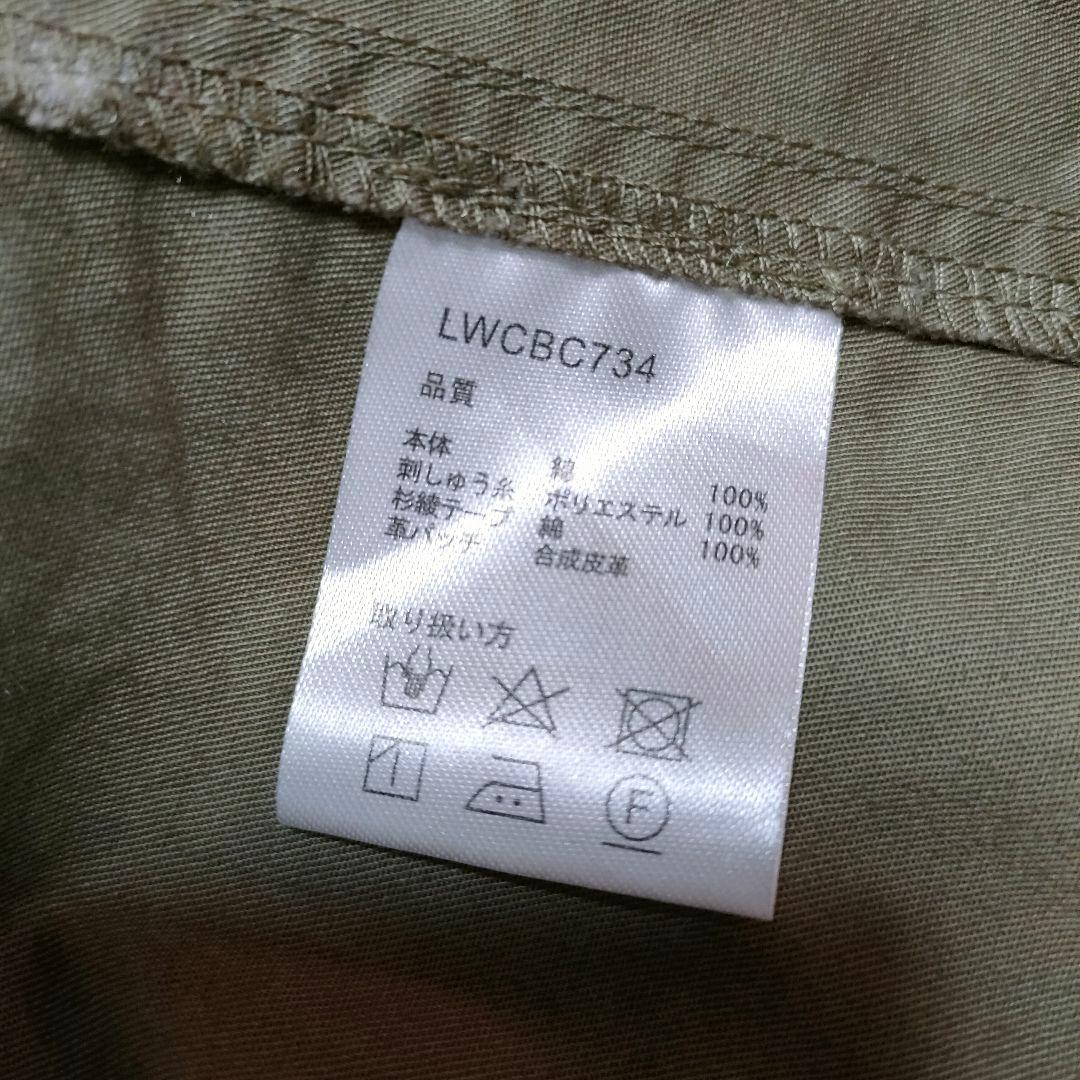 LWCBC734
品質
本体 綿 100%
刺しゅう糸 ポリエステル 100%
杉綾テープ 綿 100%
革パッチ 合成皮革
取り扱い方
F